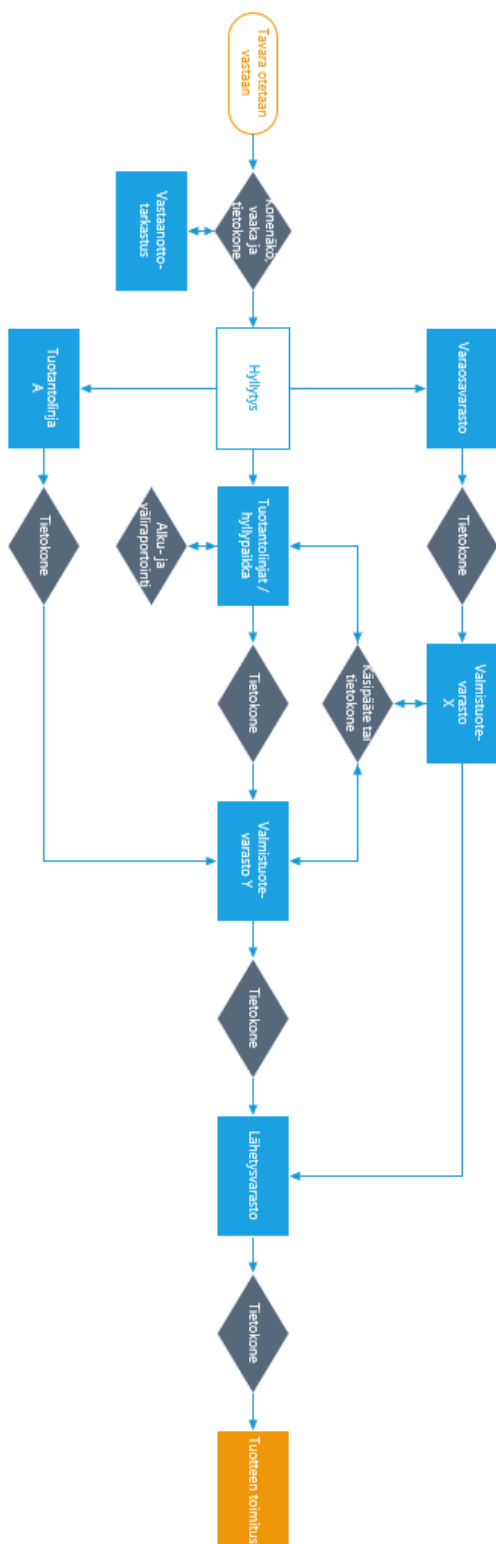 Tavara otetaan
vastaan
Konenäkö,
vaaka ja
tietokone
Vastaanotto-
tarkastus
Varaosavarasto
Hyllytys
Tuotantolinja
A
Tietokone
Tuotantolinjat /
hyllypaikka
Alku- ja
väliraportointi
Tietokone
Valmistuote-
varasto
X
Käsipääte tai
tietokone
Tietokone
Valmistuote-
varasto Y
Tietokone
Lähetysvarasto
Tietokone
Tuotteen toimitus